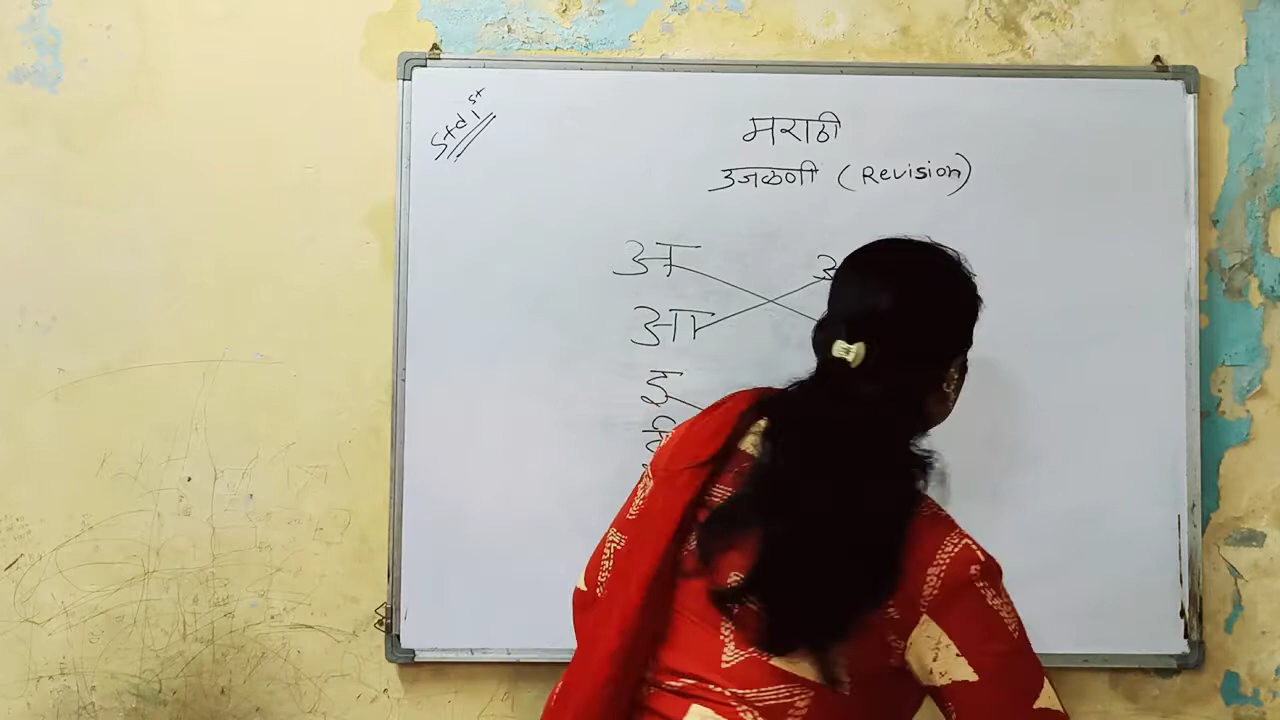 Std 1st
मराठी
उजळणी (Revision)
अ
आ
इ